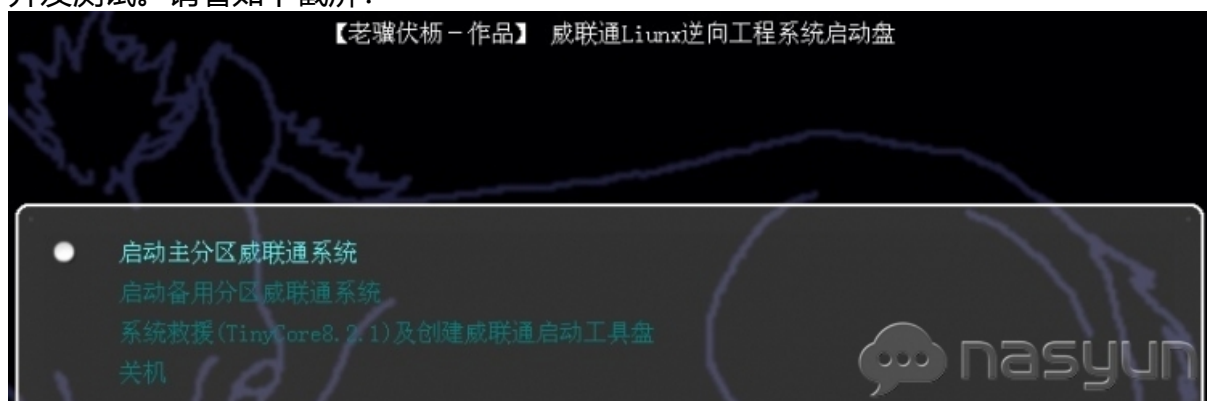 开发测试。请看如下截屏：
【老骥伏枥－作品】 威联通Liunx逆向工程系统启动盘
启动主分区威联通系统
启动备用分区威联通系统
系统救援(TinyCore8.2.1)及创建威联通启动工具盘
关机
nasyun